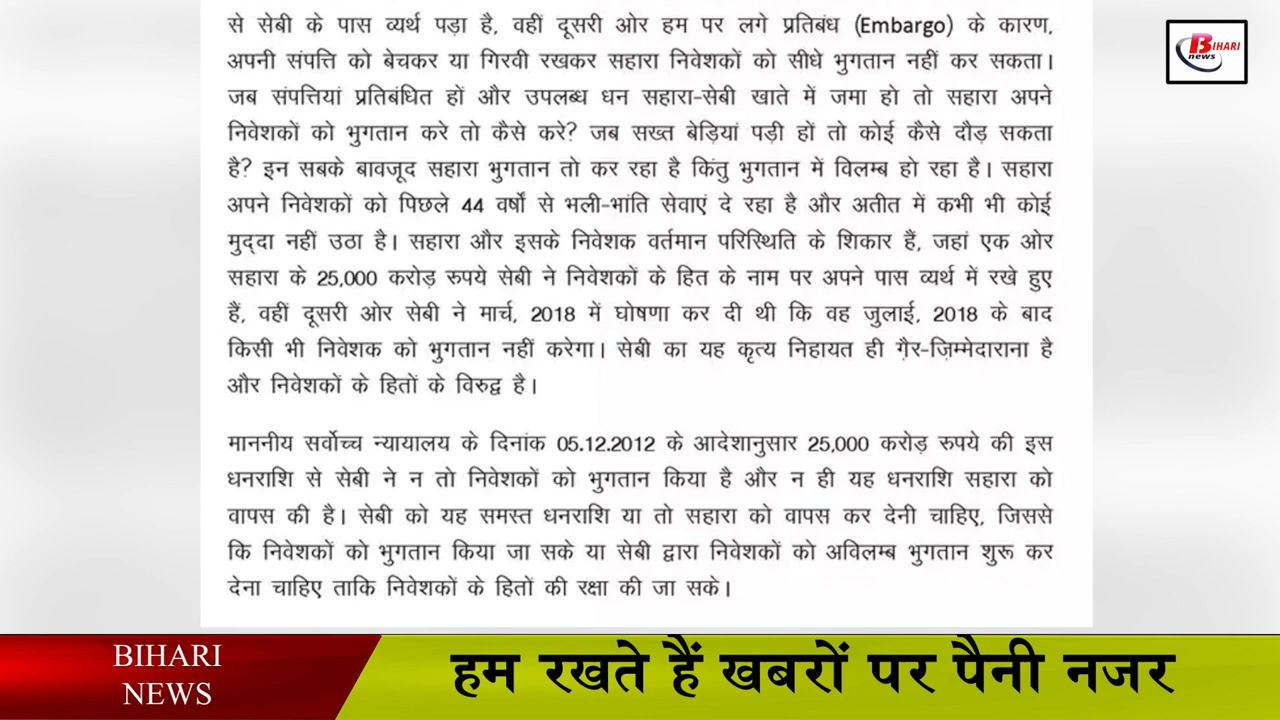 से सेबी के पास व्यर्थ पड़ा है, वहीं दूसरी ओर हम पर लगे प्रतिबंध (Embargo) के कारण,
अपनी संपत्ति को बेचकर या गिरवी रखकर सहारा निवेशकों को सीधे भुगतान नहीं कर सकता।
जब संपत्तियां प्रतिबंधित हों और उपलब्ध धन सहारा-सेबी खाते में जमा हो तो सहारा अपने
निवेशकों को भुगतान करे तो कैसे करे? जब सख्त बेड़ियां पड़ी हों तो कोई कैसे दौड़ सकता
है? इन सबके बावजूद सहारा भुगतान तो कर रहा है किंतु भुगतान में विलम्ब हो रहा है। सहारा
अपने निवेशकों को पिछले 44 वर्षों से भली-भांति सेवाएं दे रहा है और अतीत में कभी भी कोई
मुद्दा नहीं उठा है। सहारा और इसके निवेशक वर्तमान परिस्थिति के शिकार हैं, जहां एक ओर
सहारा के 25,000 करोड़ रुपये सेबी ने निवेशकों के हित के नाम पर अपने पास व्यर्थ में रखे हुए
हैं, वहीं दूसरी ओर सेबी ने मार्च, 2018 में घोषणा कर दी थी कि वह जुलाई, 2018 के बाद
किसी भी निवेशक को भुगतान नहीं करेगा। सेबी का यह कृत्य निहायत ही ग़ैर-ज़िम्मेदाराना है
और निवेशकों के हितों के विरुद्व है।
माननीय सर्वोच्च न्यायालय के दिनांक 05.12.2012 के आदेशानुसार 25,000 करोड़ रुपये की इस
धनराशि से सेबी ने न तो निवेशकों को भुगतान किया है और न ही यह धनराशि सहारा को
वापस की है। सेबी को यह समस्त धनराशि या तो सहारा को वापस कर देनी चाहिए, जिससे
कि निवेशकों को भुगतान किया जा सके या सेबी द्वारा निवेशकों को अविलम्ब भुगतान शुरू कर
देना चाहिए ताकि निवेशकों के हितों की रक्षा की जा सके।
BIHARI
news
BIHARI
NEWS
हम रखते हैं खबरों पर पैनी नजर